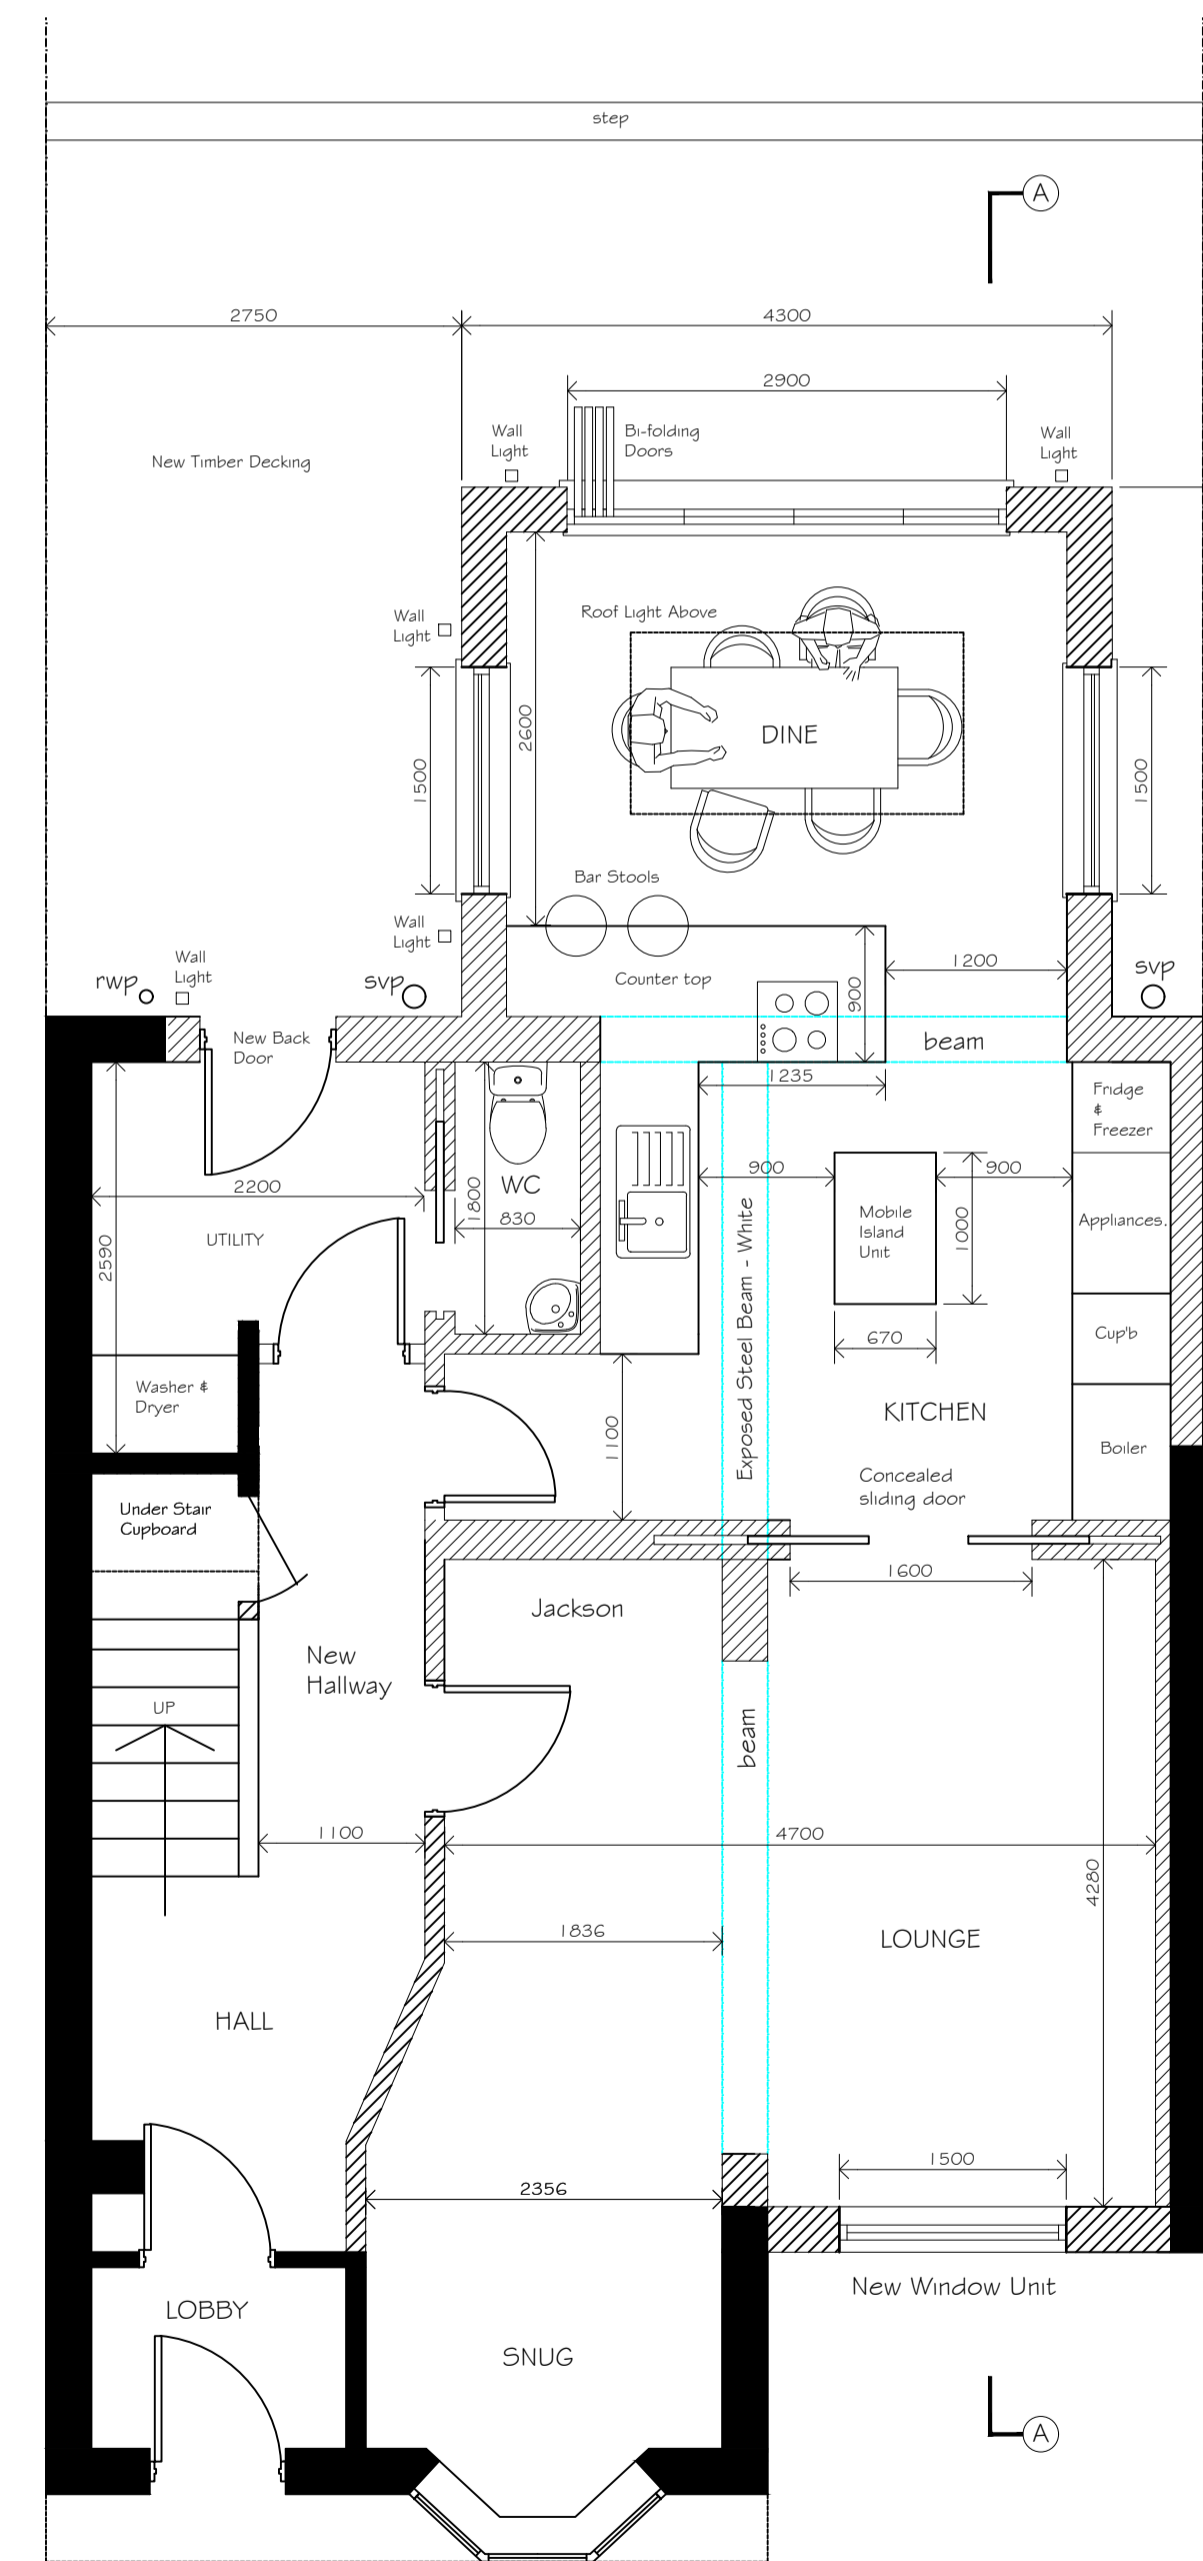 step
A
2750
4300
2900
Wall
Light
Bi-folding
Doors
Wall
Light
New Timber Decking
Roof Light Above
Wall
Light
2600
DINE
1500
1500
Bar Stools
Wall
Light
Wall
Light
rwp
svp
Counter top
900
1200
svp
New Back
Door
beam
1235
Fridge
&
Freezer
2200
1800
WC
830
900
900
Mobile
Island
Unit
1000
Appliances.
UTILITY
2590
Exposed Steel Beam - White
670
Cup'b
Washer &
Dryer
1100
KITCHEN
Boiler
Concealed
sliding door
Under Stair
Cupboard
1600
Jackson
New
Hallway
UP
beam
1100
4700
4280
1836
LOUNGE
HALL
1500
2356
New Window Unit
LOBBY
SNUG
A